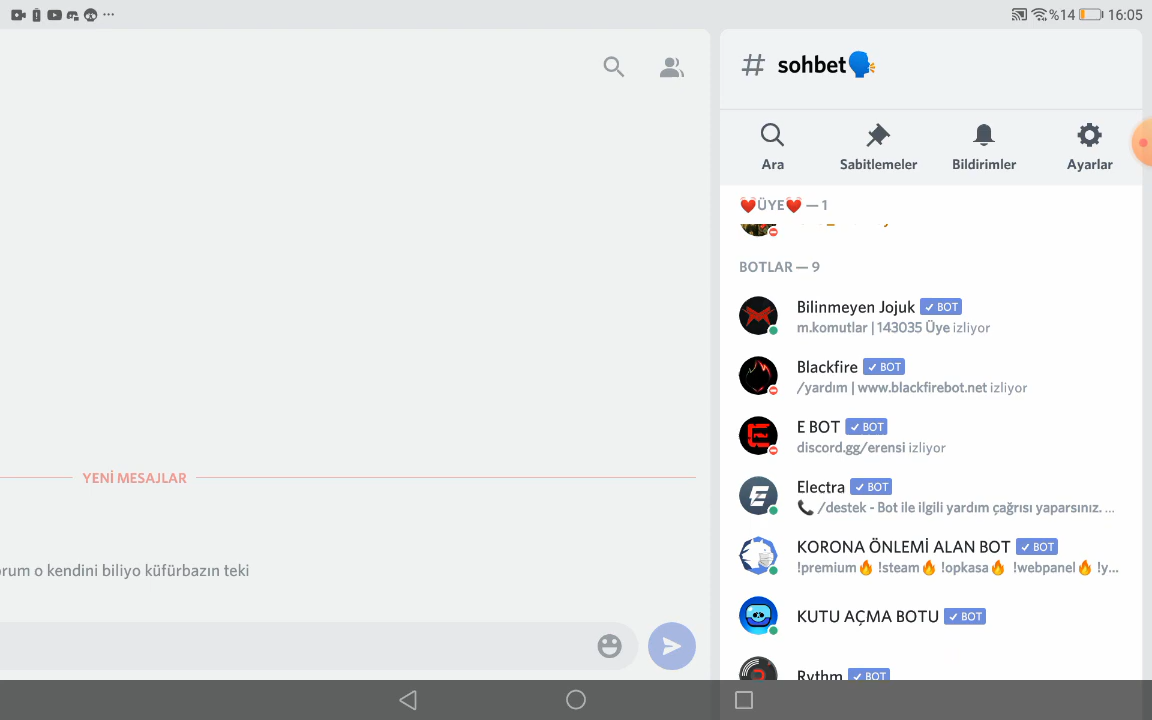 %14 16:05
# sohbet🗣️
Ara Sabitlemeler Bildirimler Ayarlar
❤️ÜYE❤️ — 1
BOTLAR — 9
Bilinmeyen Jojuk ✓ BOT
m.komutlar | 143035 Üye izliyor
Blackfire ✓ BOT
/yardım | www.blackfirebot.net izliyor
E BOT ✓ BOT
discord.gg/erensi izliyor
Electra ✓ BOT
📞 /destek - Bot ile ilgili yardım çağrısı yaparsınız. ...
KORONA ÖNLEMİ ALAN BOT ✓ BOT
!premium🔥 !steam🔥 !opkasa🔥 !webpanel🔥 !y...
KUTU AÇMA BOTU ✓ BOT
Rythm ✓ BOT
YENİ MESAJLAR
orum o kendini biliyo küfürbazın teki